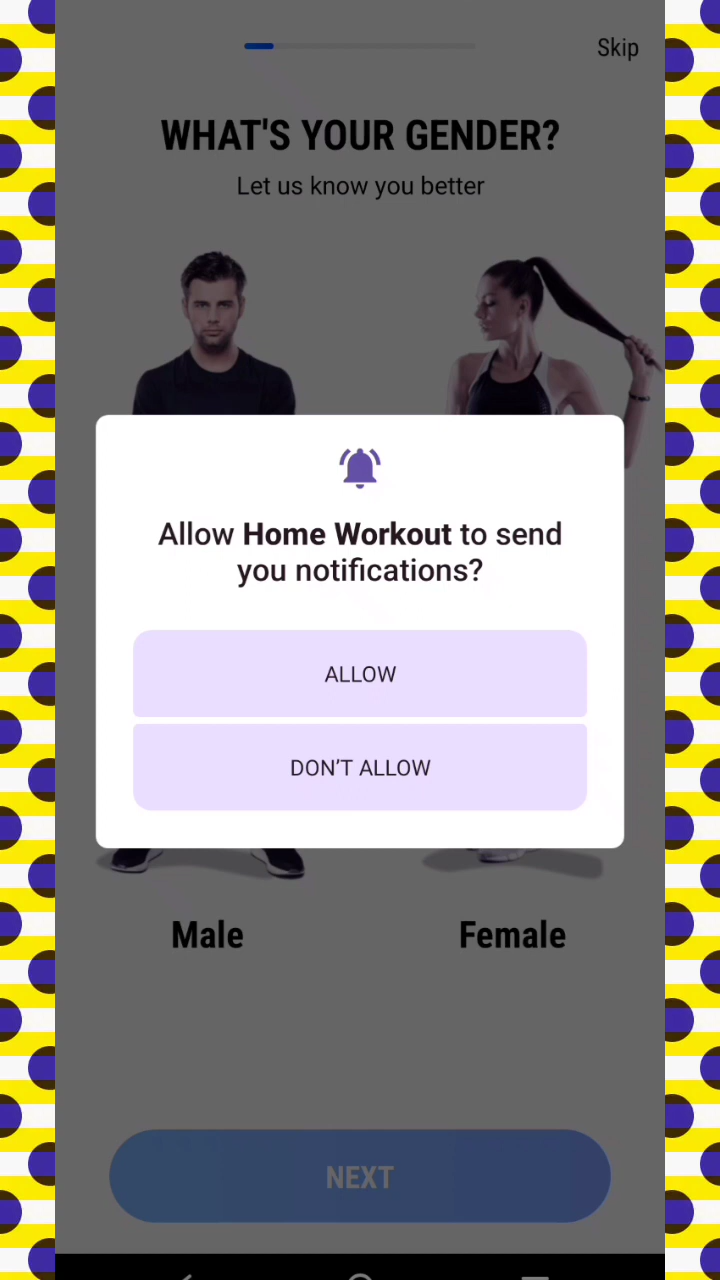 Skip
WHAT'S YOUR GENDER?
Let us know you better
Allow Home Workout to send
you notifications?
ALLOW
DON’T ALLOW
Male
Female
NEXT